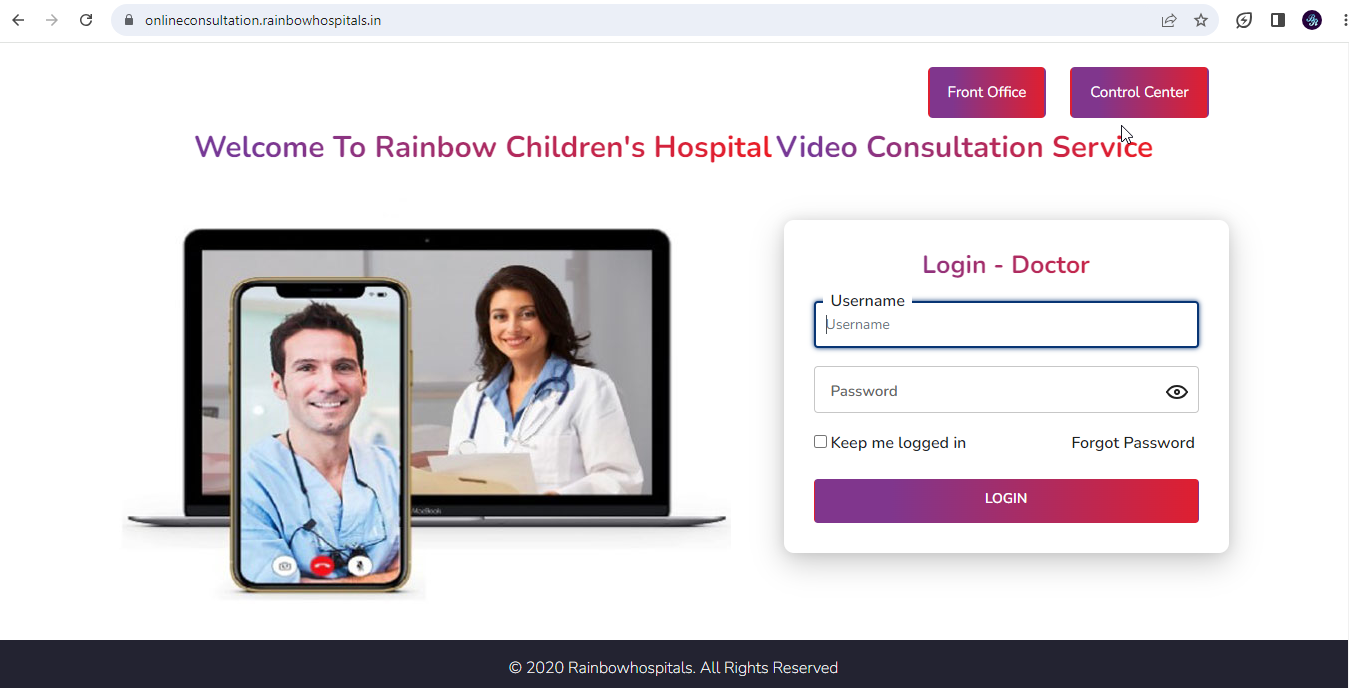 onlineconsultation.rainbowhospitals.in
Front Office
Control Center
Welcome To Rainbow Children's Hospital Video Consultation Service
Login - Doctor
Username
Username
Password
Keep me logged in
Forgot Password
LOGIN
MacBook
© 2020 Rainbowhospitals. All Rights Reserved